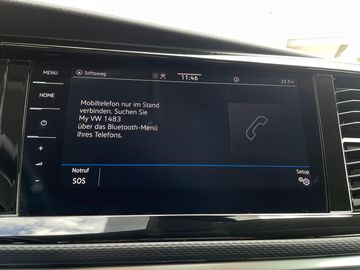 MENU
Stiftsweg
11:46
22.5°C
HOME
Mobiltelefon nur im Stand
verbinden. Suchen Sie
My VW 1483
über das Bluetooth-Menü
Ihres Telefons.
Notruf
SOS
Setup